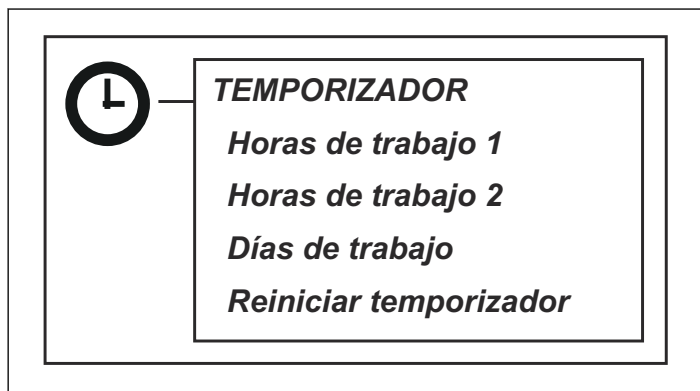 TEMPORIZADOR
Horas de trabajo 1
Horas de trabajo 2
Días de trabajo
Reiniciar temporizador